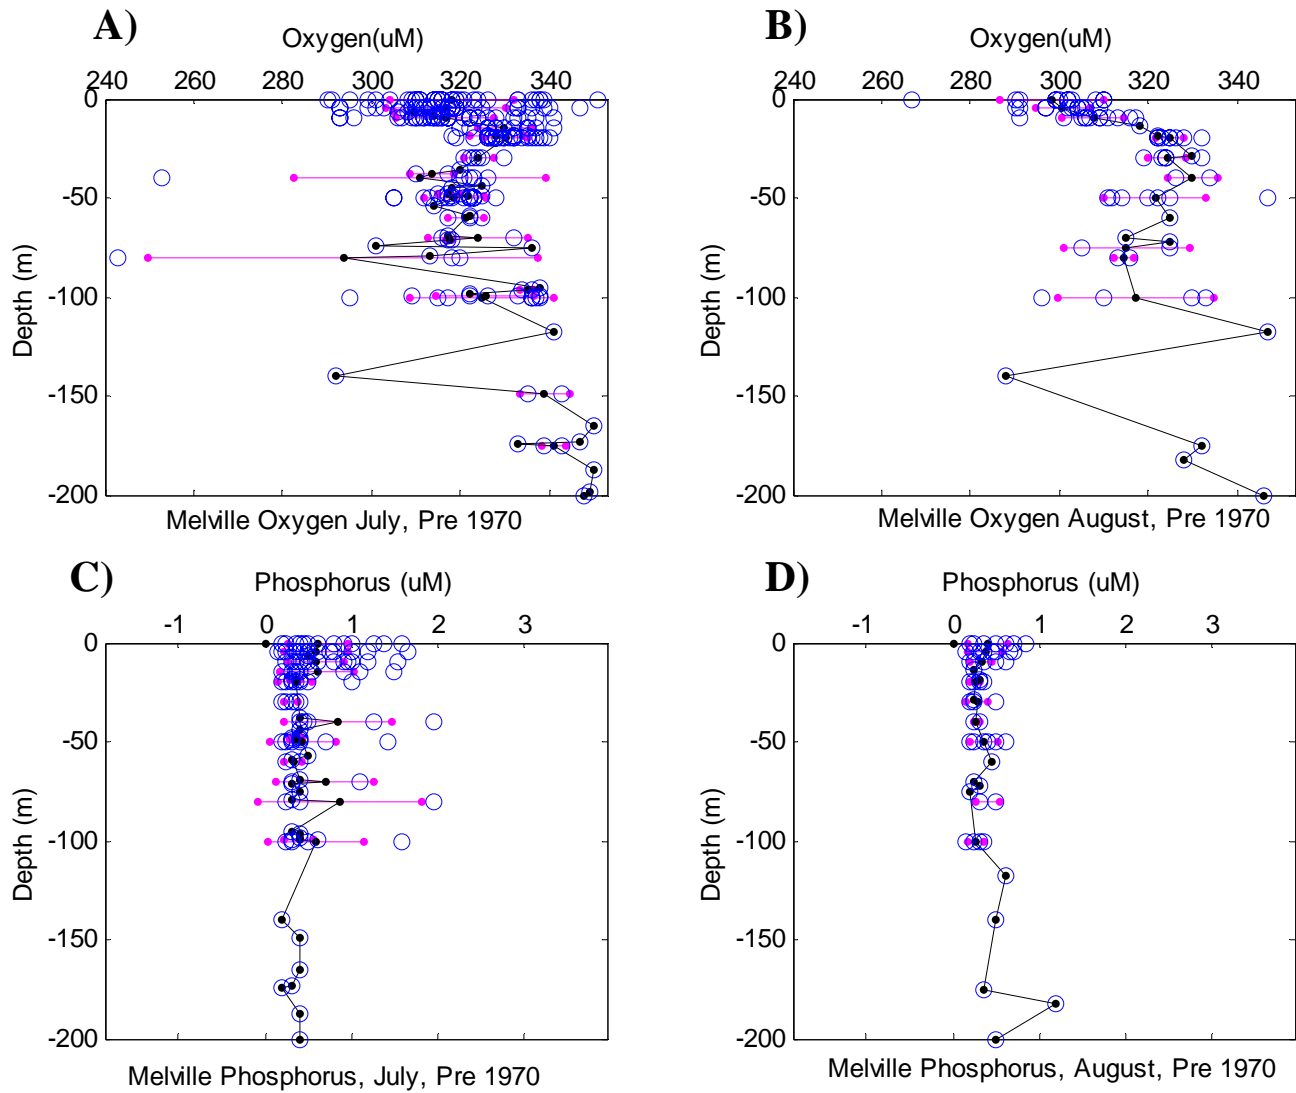 A)
Oxygen(uM)
240 260 280 300 320 340
0
-50
-100
-150
-200
Depth (m)
Melville Oxygen July, Pre 1970
B)
Oxygen(uM)
240 260 280 300 320 340
0
-50
-100
-150
-200
Depth (m)
Melville Oxygen August, Pre 1970
C)
Phosphorus (uM)
-1 0 1 2 3
0
-50
-100
-150
-200
Depth (m)
Melville Phosphorus, July, Pre 1970
D)
Phosphorus (uM)
-1 0 1 2 3
0
-50
-100
-150
-200
Depth (m)
Melville Phosphorus, August, Pre 1970